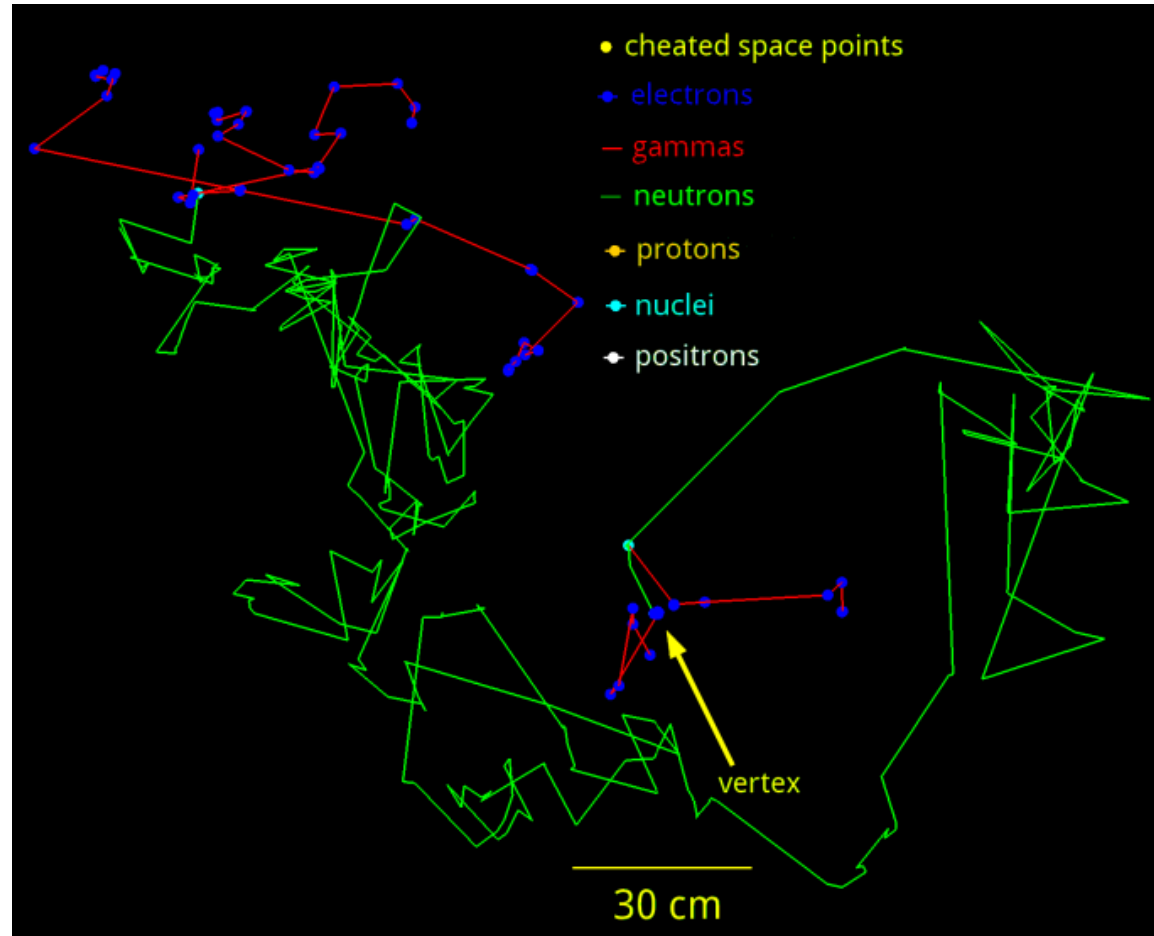 cheated space points
electrons
gammas
neutrons
protons
nuclei
positrons
vertex
30 cm